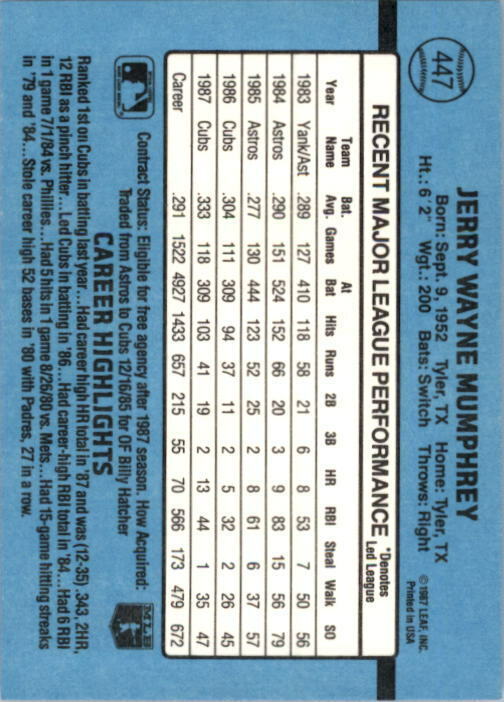 447
JERRY WAYNE MUMPHREY
Born: Sept. 9, 1952 Tyler, TX Home: Tyler, TX
Ht.: 6'2" Wgt.: 200 Bats: Switch Throws: Right
©1987 LEAF, INC.
Printed in USA
RECENT MAJOR LEAGUE PERFORMANCE
*Denotes
Led League
Year Team Name Bat. Avg. Games At Bat Hits Runs 2B 3B HR RBI Steal Walk SO
1983 Yank/Ast .289 127 410 118 58 21 6 8 53 7 50 56
1984 Astros .290 151 524 152 66 20 3 9 83 15 56 79
1985 Astros .277 130 444 123 52 25 2 8 61 6 37 57
1986 Cubs .304 111 309 94 37 11 2 5 32 2 26 45
1987 Cubs .333 118 309 103 41 19 2 13 44 1 35 47
Career .291 1522 4927 1433 657 215 55 70 566 173 479 672
Contract Status: Eligible for free agency after 1987 season. How Acquired:
Traded from Astros to Cubs 12/16/85 for OF Billy Hatcher
MLB
CAREER HIGHLIGHTS
Ranked 1st on Cubs in batting last year... Had career high HR total in '87 and was (12-35) .343, 2HR,
12 RBI as a pinch hitter... Led Cubs in batting in '86... Had career-high RBI total in '84... Had 6 RBI
in 1 game 7/1/84 vs. Phillies... Had 5 hits in 1 game 8/26/80 vs. Mets... Had 15-game hitting streaks
in '79 and '84... Stole career high 52 bases in '80 with Padres, 27 in a row.